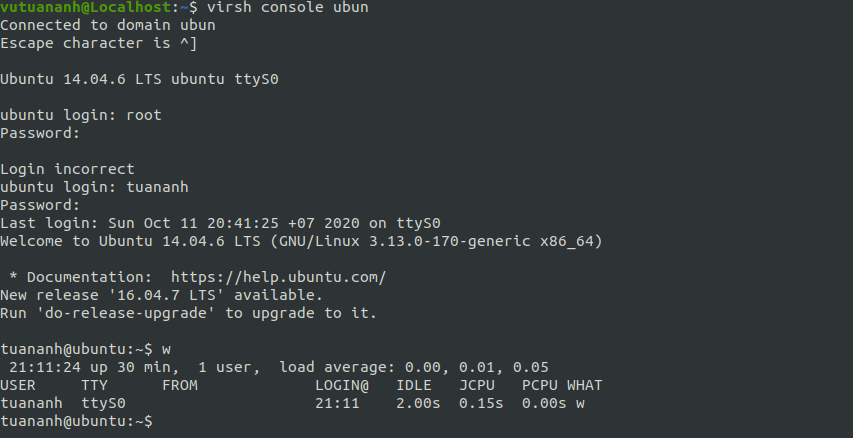 vutuananh@Localhost:~$ virsh console ubun
Connected to domain ubun
Escape character is ^]
Ubuntu 14.04.6 LTS ubuntu ttyS0
ubuntu login: root
Password:
Login incorrect
ubuntu login: tuananh
Password:
Last login: Sun Oct 11 20:41:25 +07 2020 on ttyS0
Welcome to Ubuntu 14.04.6 LTS (GNU/Linux 3.13.0-170-generic x86_64)
 * Documentation:  https://help.ubuntu.com/
New release '16.04.7 LTS' available.
Run 'do-release-upgrade' to upgrade to it.
tuananh@ubuntu:~$ w
 21:11:24 up 30 min,  1 user,  load average: 0.00, 0.01, 0.05
USER     TTY      FROM             LOGIN@   IDLE   JCPU   PCPU WHAT
tuananh  ttyS0                     21:11    2.00s  0.15s  0.00s w
tuananh@ubuntu:~$